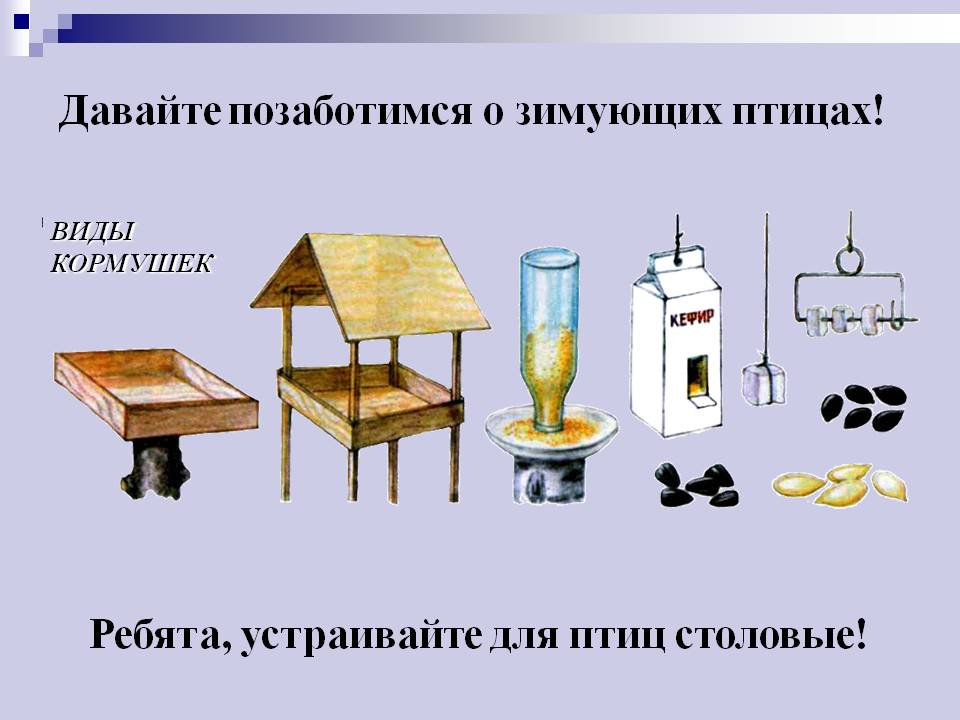 Давайте позаботимся о зимующих птицах!
ВИДЫ
КОРМУШЕК
КЕФИР
Ребята, устраивайте для птиц столовые!